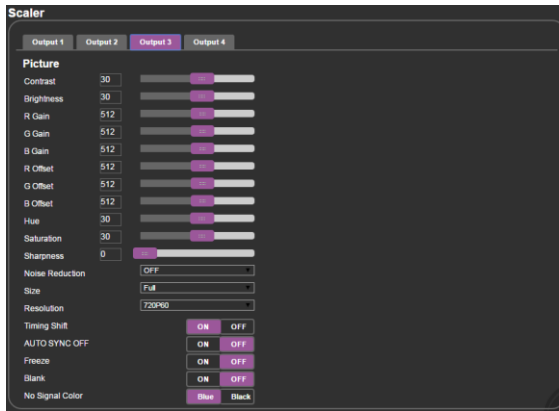 Scaler
Output 1 Output 2 Output 3 Output 4
Picture
Contrast 30
Brightness 30
R Gain 512
G Gain 512
B Gain 512
R Offset 512
G Offset 512
B Offset 512
Hue 30
Saturation 30
Sharpness 0
Noise Reduction OFF
Size Full
Resolution 720P60
Timing Shift ON OFF
AUTO SYNC OFF ON OFF
Freeze ON OFF
Blank ON OFF
No Signal Color Blue Black